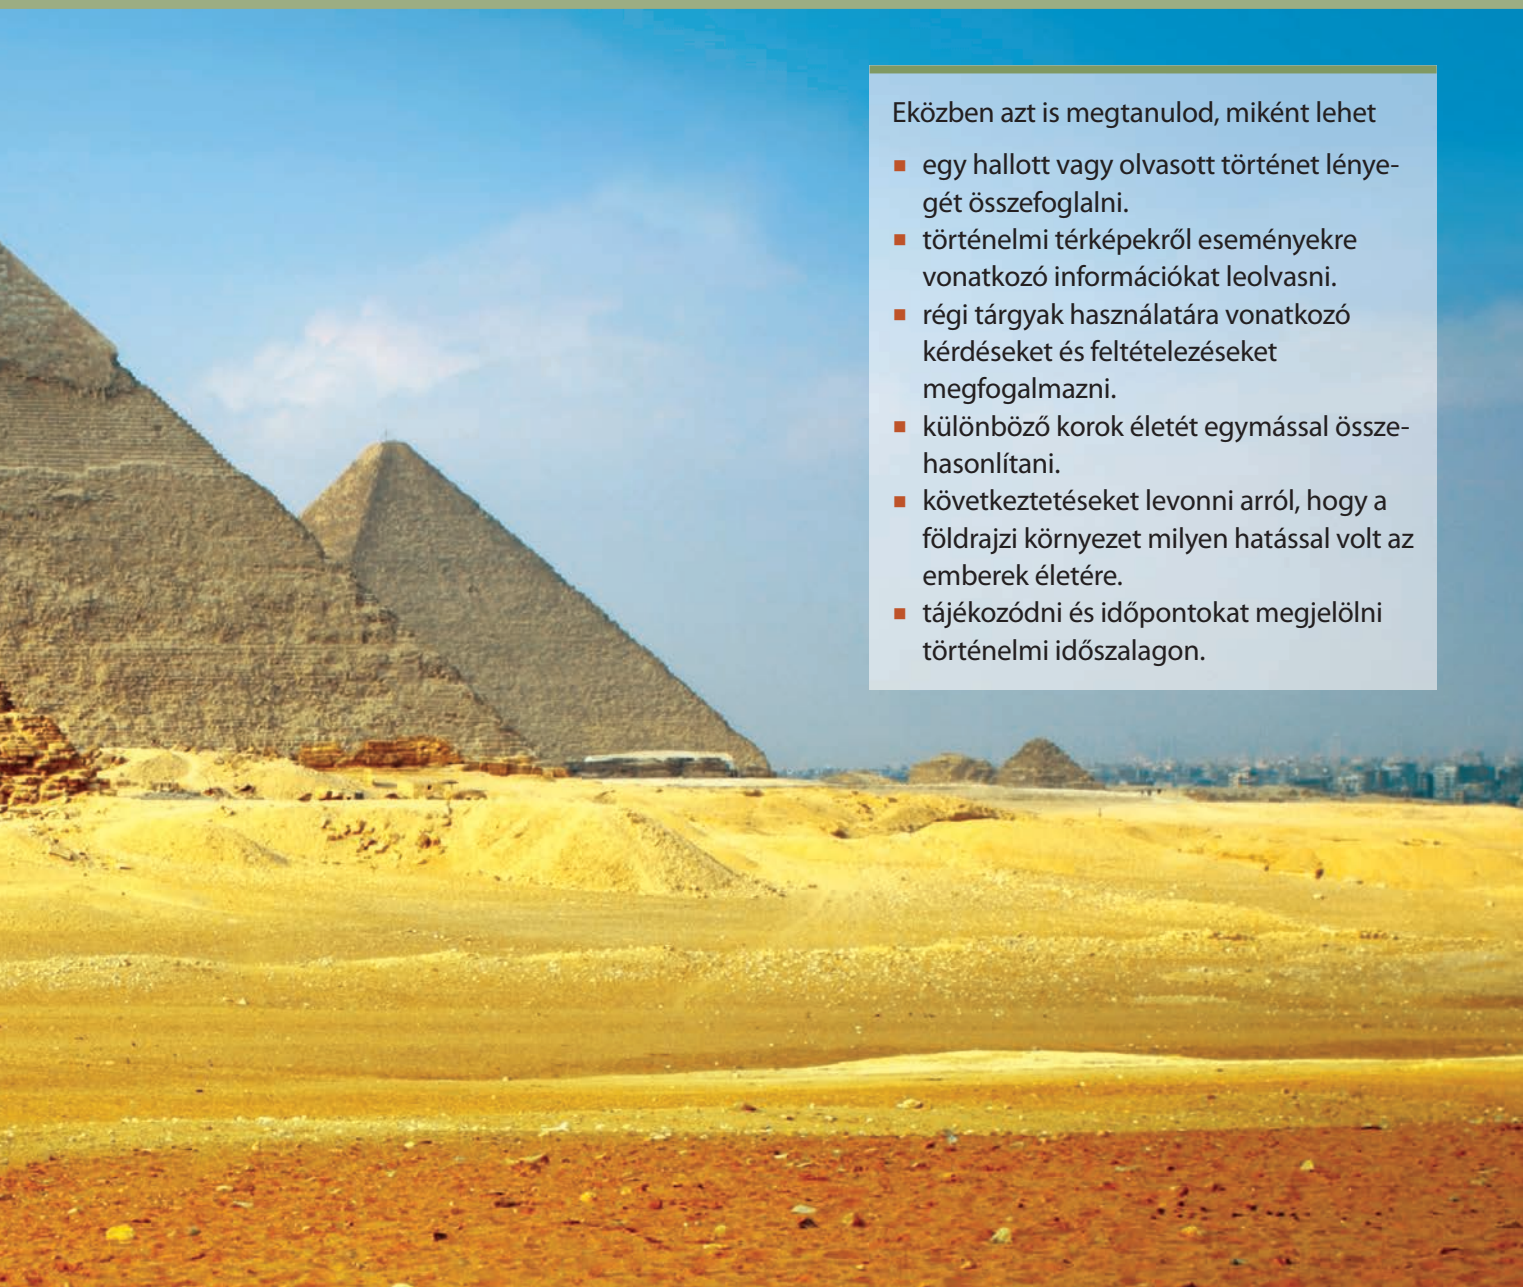 Eközben azt is megtanulod, miként lehet
■ egy hallott vagy olvasott történet lénye-
gét összefoglalni.
■ történelmi térképekről eseményekre
vonatkozó információkat leolvasni.
■ régi tárgyak használatára vonatkozó
kérdéseket és feltételezéseket
megfogalmazni.
■ különböző korok életét egymással össze-
hasonlítani.
■ következtetéseket levonni arról, hogy a
földrajzi környezet milyen hatással volt az
emberek életére.
■ tájékozódni és időpontokat megjelölni
történelmi időszalagon.